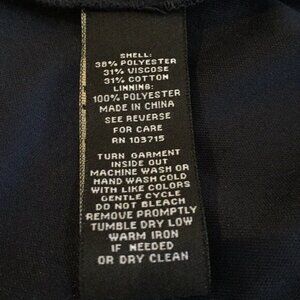 SHELL:
38% POLYESTER
31% VISCOSE
31% COTTON
LINNING:
100% POLYESTER
MADE IN CHINA
SEE REVERSE
FOR CARE
RN 103715
TURN GARMENT
INSIDE OUT
MACHINE WASH OR
HAND WASH COLD
WITH LIKE COLORS
GENTLE CYCLE
DO NOT BLEACH
REMOVE PROMPTLY
TUMBLE DRY LOW
WARM IRON
IF NEEDED
OR DRY CLEAN